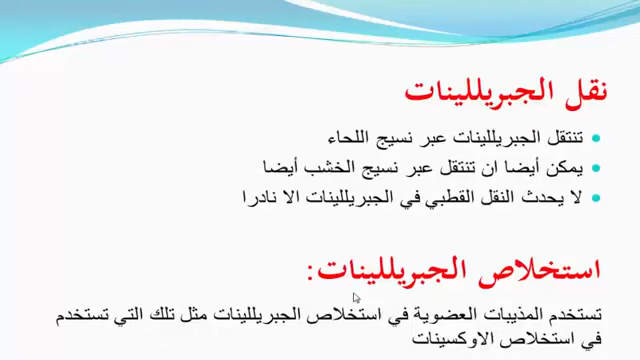 نقل الجبريللينات
تنتقل الجبريللينات عبر نسيج اللحاء
يمكن أيضا ان تنتقل عبر نسيج الخشب أيضا
لا يحدث النقل القطبي في الجبريللينات الا نادرا
استخلاص الجبريللينات:
تستخدم المذيبات العضوية في استخلاص الجبريللينات مثل تلك التي تستخدم
في استخلاص الاوكسينات